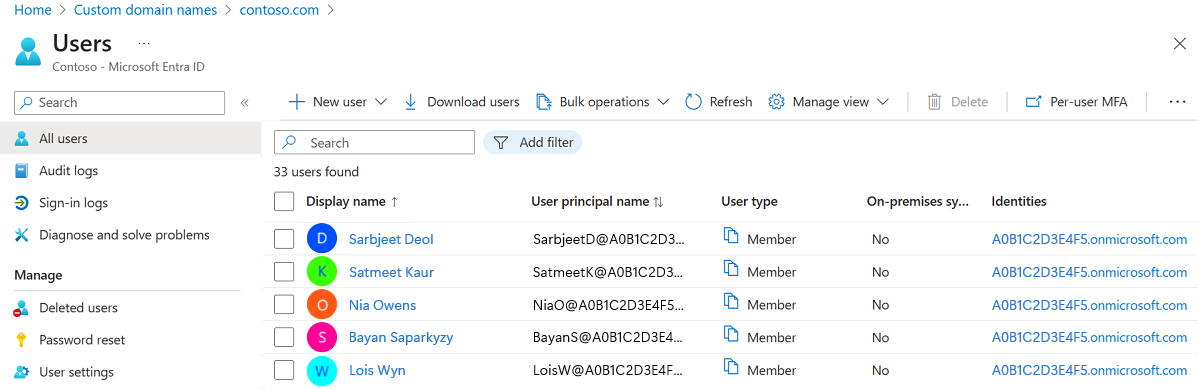 Home > Custom domain names > contoso.com >
Users ...
Contoso - Microsoft Entra ID
Search «
New user Download users Bulk operations Refresh Manage view Delete Per-user MFA ...
All users
Audit logs
Sign-in logs
Diagnose and solve problems
Manage
Deleted users
Password reset
User settings
Search Add filter
33 users found
Display name ↑ User principal name ↑↓ User type On-premises sy... Identities
D Sarbjeet Deol SarbjeetD@A0B1C2D3... Member No A0B1C2D3E4F5.onmicrosoft.com
K Satmeet Kaur SatmeetK@A0B1C2D3... Member No A0B1C2D3E4F5.onmicrosoft.com
O Nia Owens NiaO@A0B1C2D3E4F5... Member No A0B1C2D3E4F5.onmicrosoft.com
S Bayan Saparkyzy BayanS@A0B1C2D3E4... Member No A0B1C2D3E4F5.onmicrosoft.com
W Lois Wyn LoisW@A0B1C2D3E4F... Member No A0B1C2D3E4F5.onmicrosoft.com